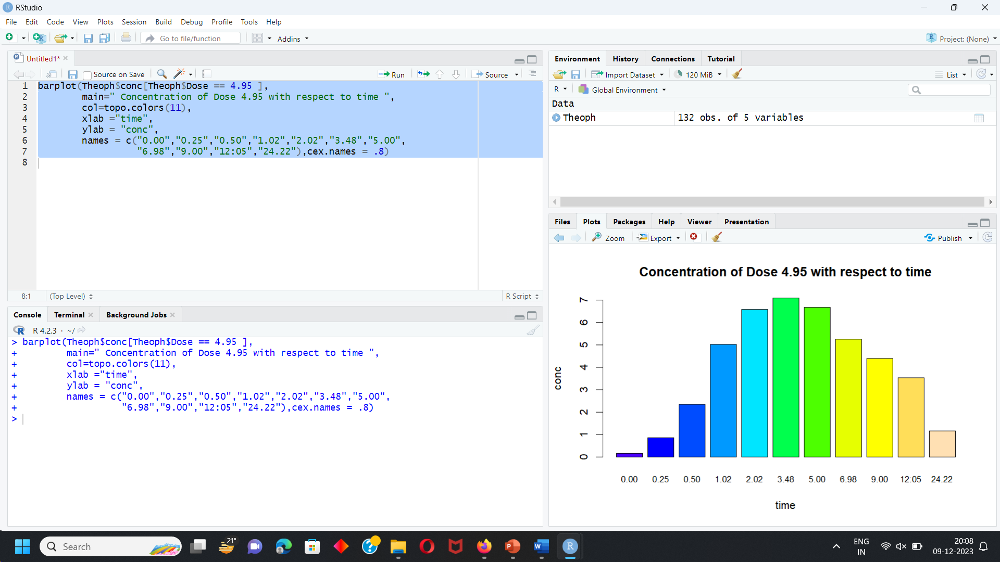 RStudio
File Edit Code View Plots Session Build Debug Profile Tools Help
Go to file/function Addins Project: (None)
Untitled1*
Source on Save Run Source
1 barplot(Theoph$conc[Theoph$Dose == 4.95 ],
2 main=" Concentration of Dose 4.95 with respect to time ",
3 col=topo.colors(11),
4 xlab ="time",
5 ylab = "conc",
6 names = c("0.00","0.25","0.50","1.02","2.02","3.48","5.00",
7 "6.98","9.00","12:05","24.22"),cex.names = .8)
8
8:1 (Top Level) R Script
Console Terminal Background Jobs
R 4.2.3 · ~/
> barplot(Theoph$conc[Theoph$Dose == 4.95 ],
+ main=" Concentration of Dose 4.95 with respect to time ",
+ col=topo.colors(11),
+ xlab ="time",
+ ylab = "conc",
+ names = c("0.00","0.25","0.50","1.02","2.02","3.48","5.00",
+ "6.98","9.00","12:05","24.22"),cex.names = .8)
>
Environment History Connections Tutorial
Import Dataset 120 MiB List
R Global Environment
Data
Theoph 132 obs. of 5 variables
Files Plots Packages Help Viewer Presentation
Zoom Export Publish
Concentration of Dose 4.95 with respect to time
conc
7
6
5
4
3
2
1
0
0.00 0.25 0.50 1.02 2.02 3.48 5.00 6.98 9.00 12:05 24.22
time
Search 21° ENG 20:08
IN 09-12-2023